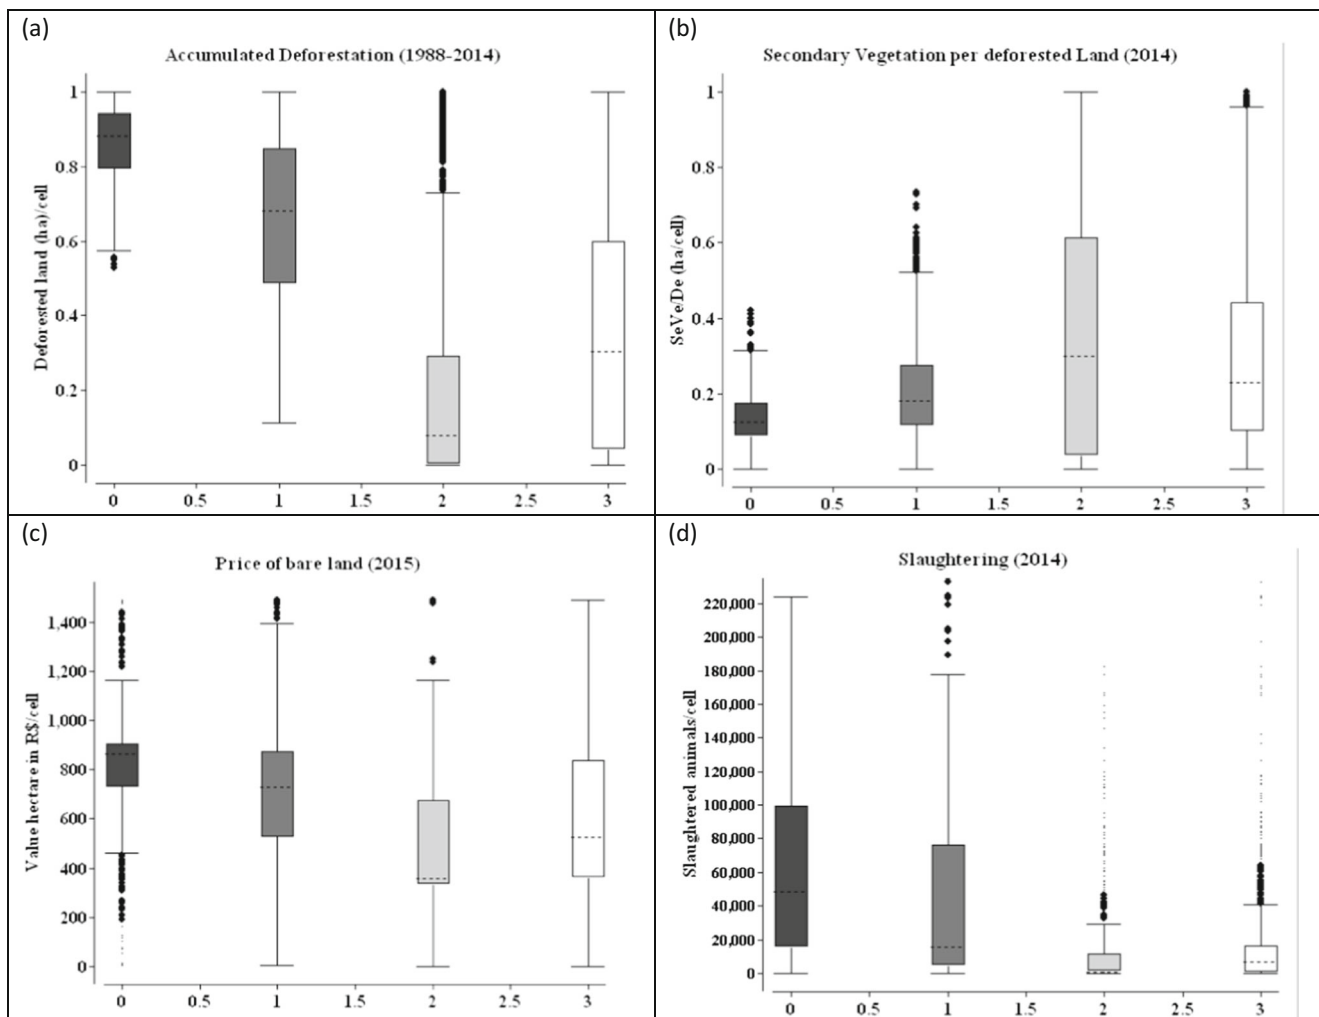 (a)
Accumulated Deforestation (1988-2014)
Deforested land (ha)/cell
1
0.8
0.6
0.4
0.2
0
0 0.5 1 1.5 2 2.5 3
(b)
Secondary Vegetation per deforested Land (2014)
SeVe/De (ha/cell)
1
0.8
0.6
0.4
0.2
0
0 0.5 1 1.5 2 2.5 3
(c)
Price of bare land (2015)
Value hectare in R$/cell
1,400
1,200
1,000
800
600
400
200
0
0 0.5 1 1.5 2 2.5 3
(d)
Slaughtering (2014)
Slaughtered animals/cell
220,000
200,000
180,000
160,000
140,000
120,000
100,000
80,000
60,000
40,000
20,000
0
0 0.5 1 1.5 2 2.5 3